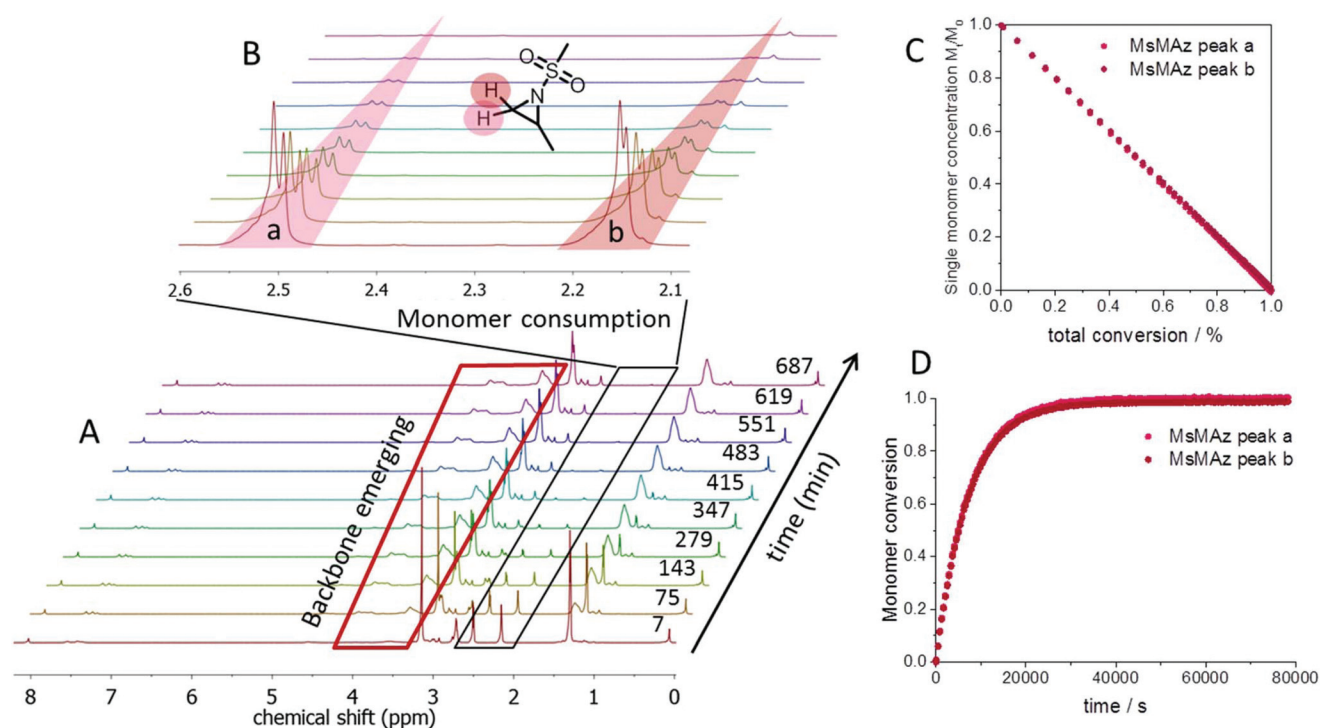 B
O
S
O
H
N
H
a
b
2.6
2.5
2.4
2.3
2.2
2.1
Monomer consumption
A
Backbone emerging
687
619
551
483
415
347
279
143
75
7
time (min)
8
7
6
5
4
3
2
1
0
chemical shift (ppm)
C
Single monomer concentration Mt/Mo
1.0
0.8
0.6
0.4
0.2
0.0
MsMAz peak a
MsMAz peak b
0.0
0.2
0.4
0.6
0.8
1.0
total conversion / %
D
Monomer conversion
1.0
0.8
0.6
0.4
0.2
0.0
MsMAz peak a
MsMAz peak b
0
20000
40000
60000
80000
time / s